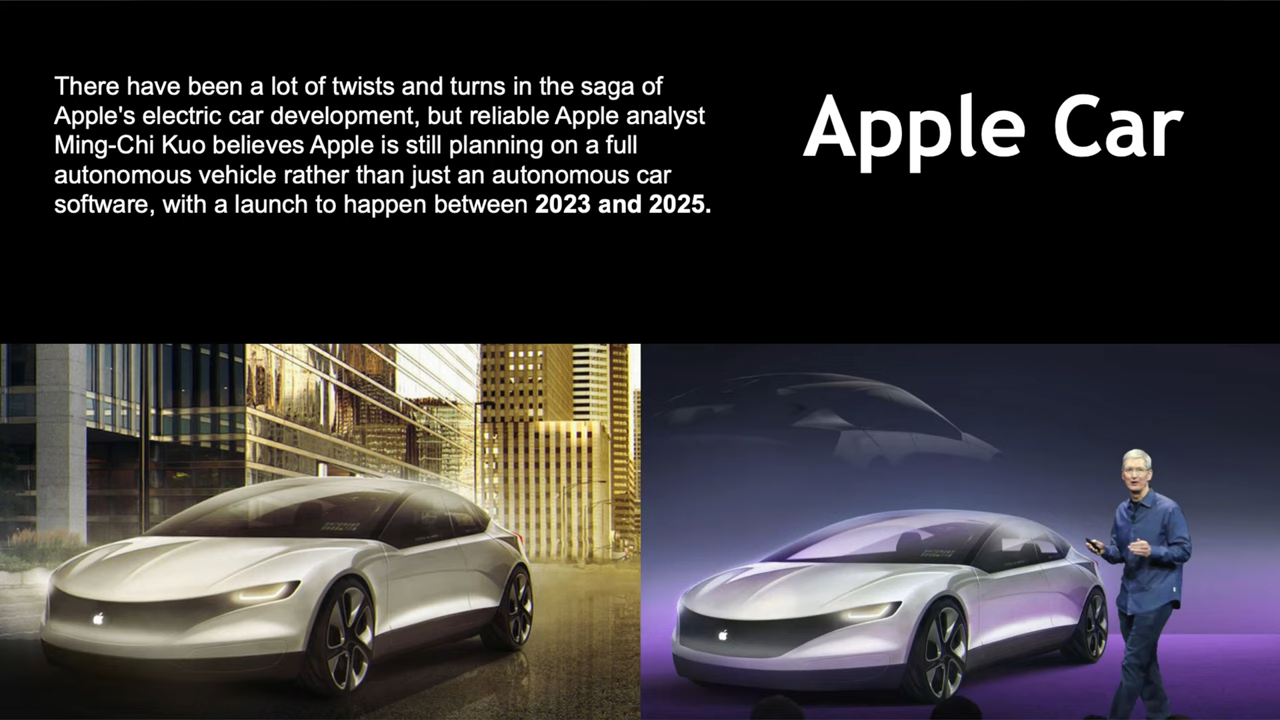 There have been a lot of twists and turns in the saga of
Apple's electric car development, but reliable Apple analyst
Ming-Chi Kuo believes Apple is still planning on a full
autonomous vehicle rather than just an autonomous car
software, with a launch to happen between 2023 and 2025.
Apple Car